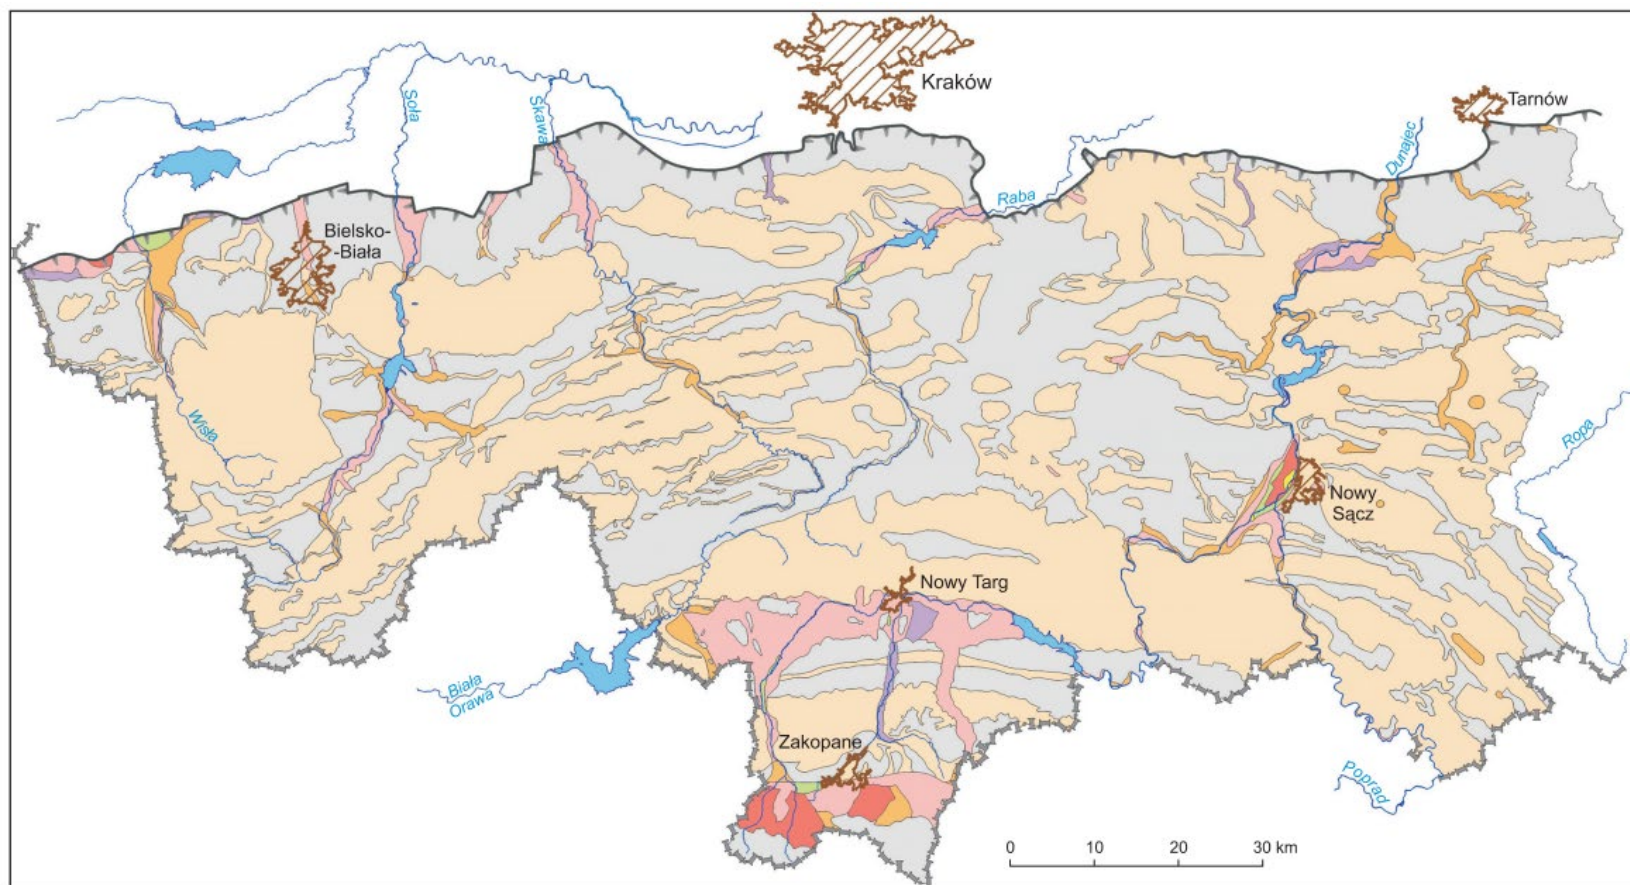 Kraków
Tarnów
Soła
Skawa
Dunajec
Raba
Bielsko-
-Biała
Wisła
Ropa
Nowy
Sącz
Nowy Targ
Biała
Orawa
Zakopane
Poprad
0 10 20 30 km